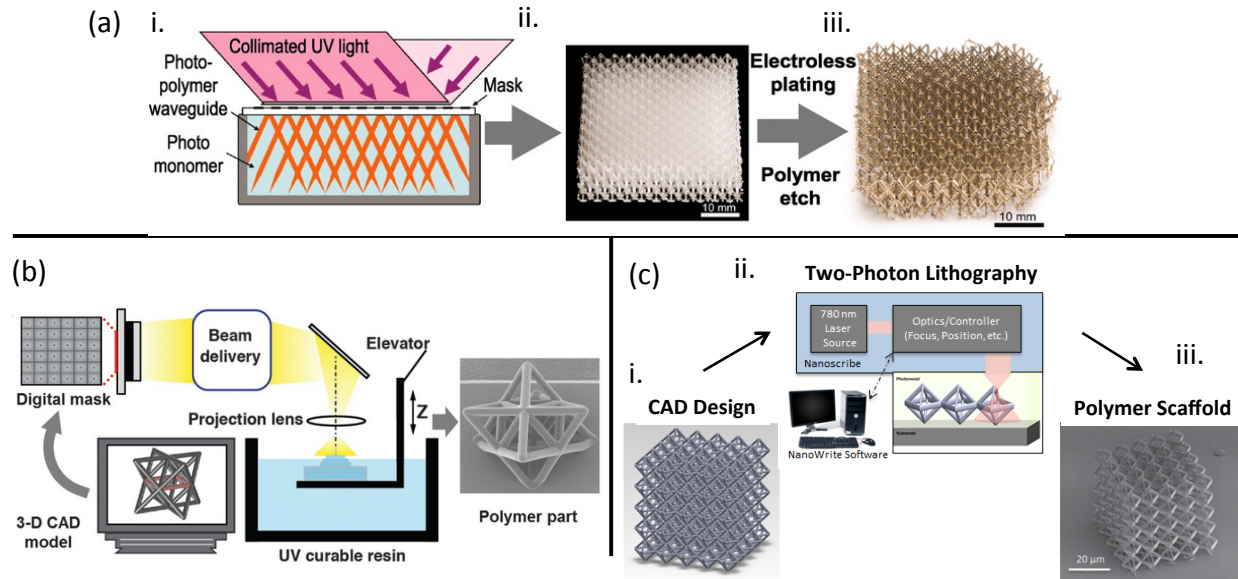 (a)
i.
ii.
iii.
Collimated UV light
Photo-
polymer
waveguide
Photo
monomer
Mask
10 mm
Electroless
plating
Polymer
etch
10 mm
(b)
Digital mask
Beam
delivery
Projection lens
Elevator
Z
3-D CAD
model
UV curable resin
Polymer part
(c)
i.
CAD Design
ii.
Two-Photon Lithography
780 nm
Laser
Source
Optics/Controller
(Focus, Position, etc.)
Nanoscribe
Photoresist
Substrate
NanoWrite Software
iii.
Polymer Scaffold
20 µm